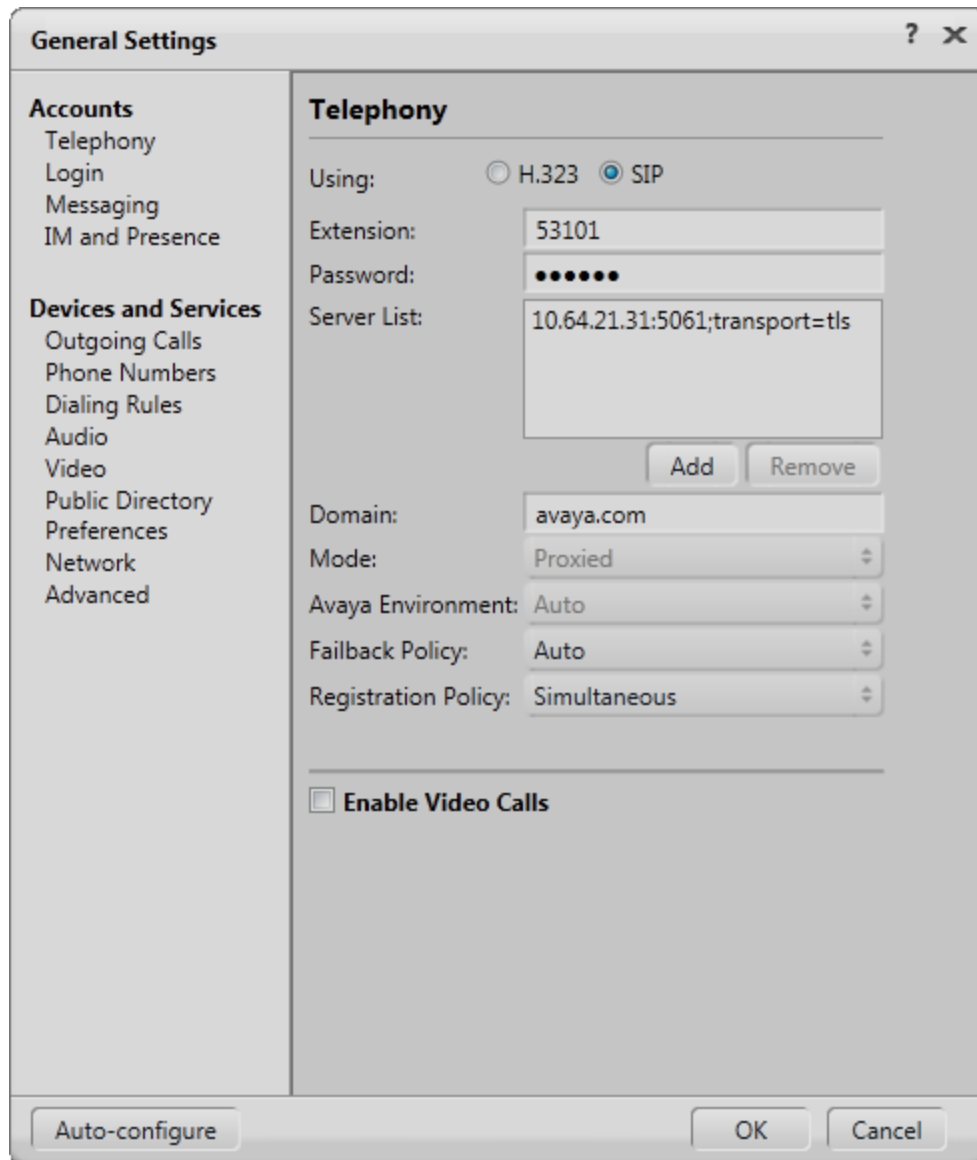 General Settings
?
Accounts
Telephony
Login
Messaging
IM and Presence
Devices and Services
Outgoing Calls
Phone Numbers
Dialing Rules
Audio
Video
Public Directory
Preferences
Network
Advanced
Telephony
Using: H.323 SIP
Extension: 53101
Password: ●●●●●●
Server List: 10.64.21.31:5061;transport=tls
Add Remove
Domain: avaya.com
Mode: Proxied
Avaya Environment: Auto
Failback Policy: Auto
Registration Policy: Simultaneous
Enable Video Calls
Auto-configure OK Cancel